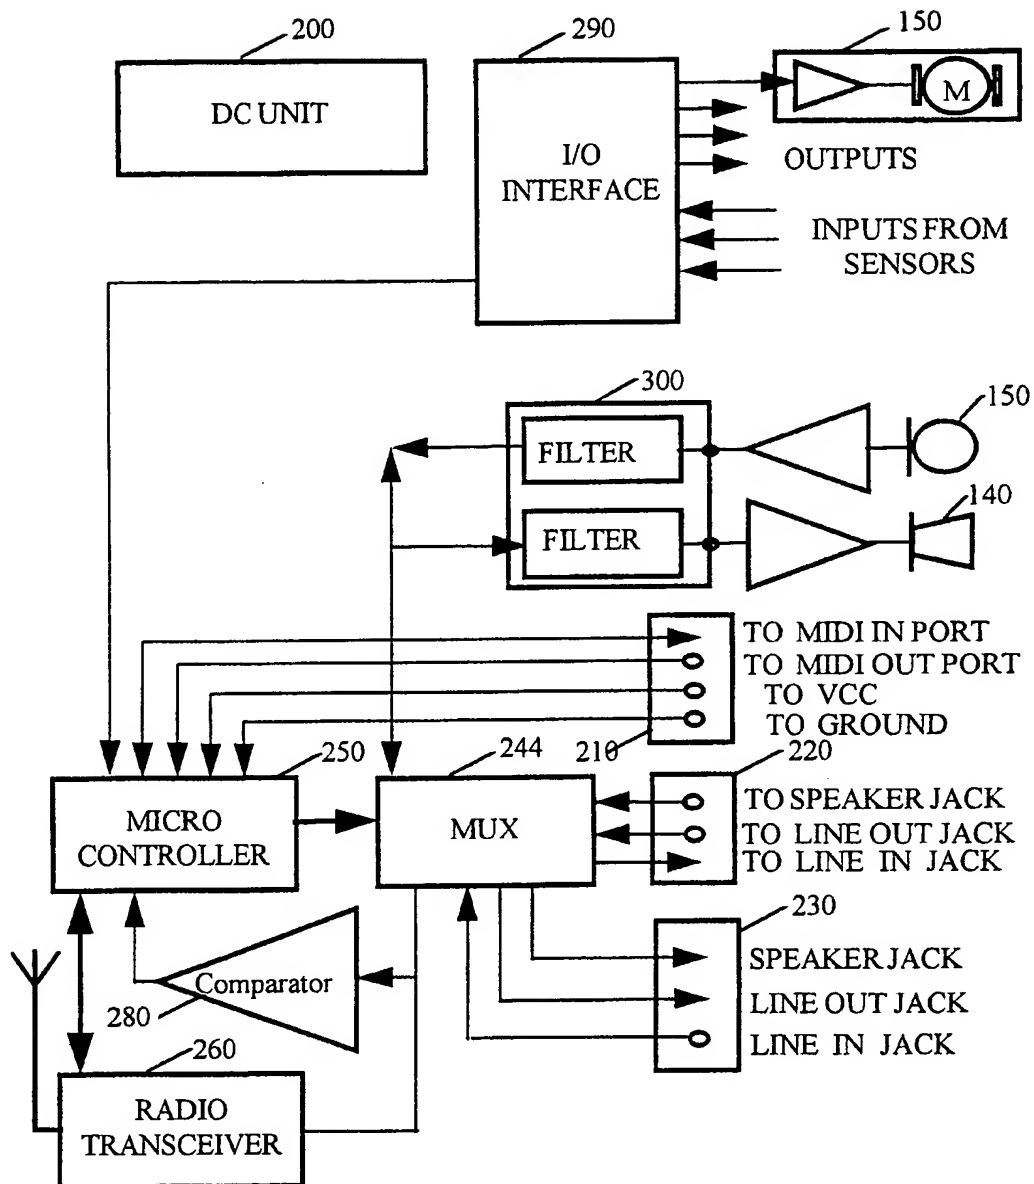 200
DC UNIT
290
I/O
INTERFACE
150
M
OUTPUTS
INPUTS FROM
SENSORS
300
FILTER
150
FILTER
140
TO MIDI IN PORT
TO MIDI OUT PORT
TO VCC
TO GROUND
210
250
MICRO
CONTROLLER
244
MUX
220
TO SPEAKER JACK
TO LINE OUT JACK
TO LINE IN JACK
230
SPEAKER JACK
LINE OUT JACK
LINE IN JACK
Comparator
280
260
RADIO
TRANSCEIVER